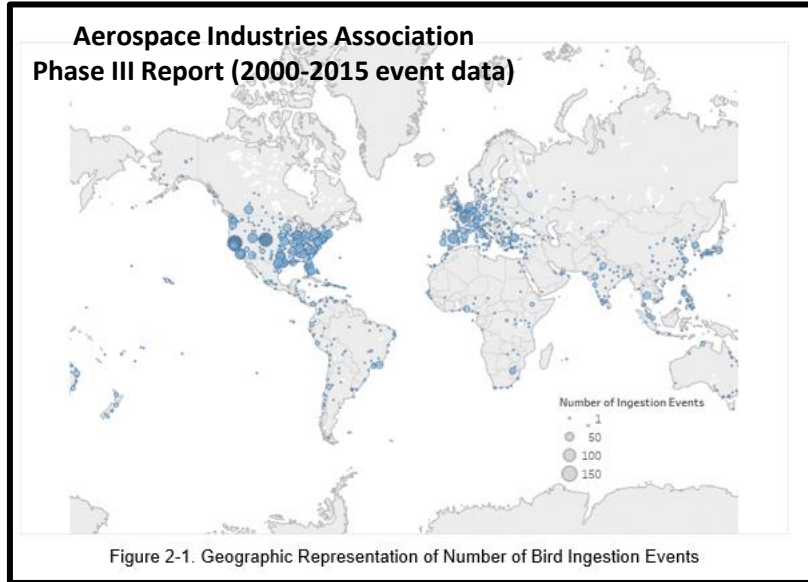 Aerospace Industries Association
Phase III Report (2000-2015 event data)
Number of Ingestion Events
1
50
100
150
Figure 2-1. Geographic Representation of Number of Bird Ingestion Events